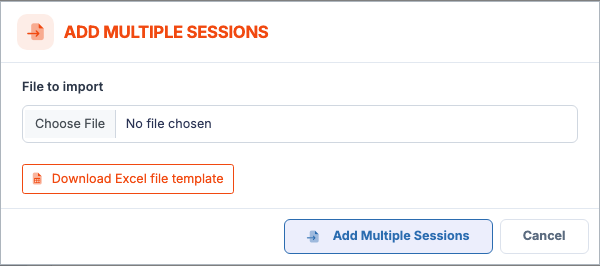 ADD MULTIPLE SESSIONS
File to import
Choose File No file chosen
Download Excel file template
Add Multiple Sessions Cancel